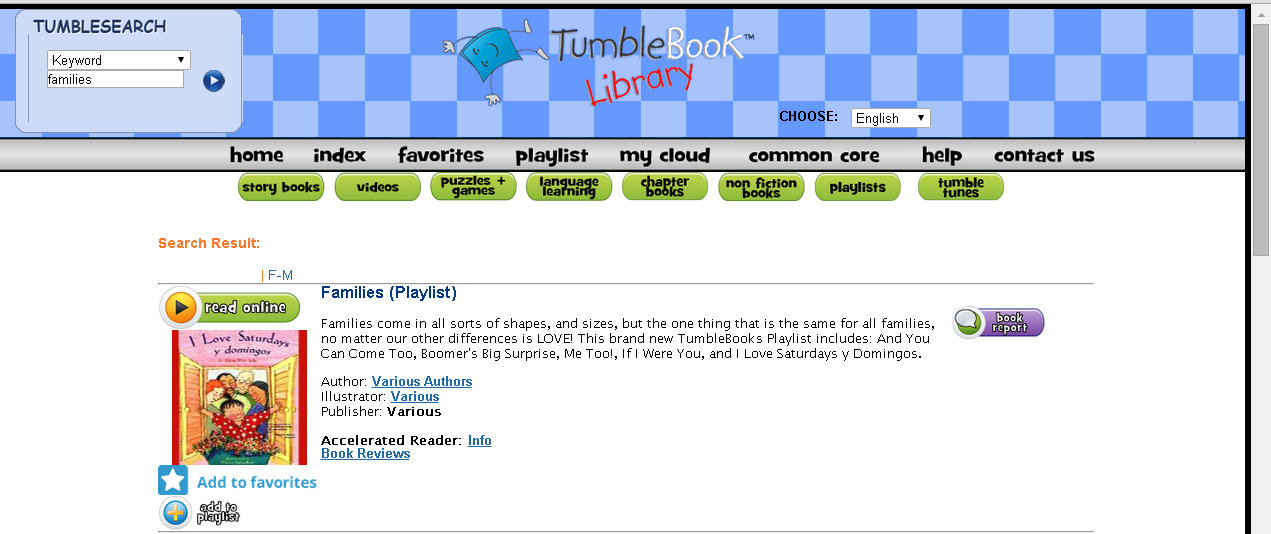 TUMBLESEARCH
Keyword
families
TumbleBook™
Library
CHOOSE: English
home index favorites playlist my cloud common core help contact us
story books videos puzzles + games language learning chapter books non fiction books playlists tumble tunes
Search Result:
| F-M
read online
Families (Playlist)
book report
Families come in all sorts of shapes, and sizes, but the one thing that is the same for all families,
no matter our other differences is LOVE! This brand new TumbleBooks Playlist includes: And You
Can Come Too, Boomer's Big Surprise, Me Too!, If I Were You, and I Love Saturdays y Domingos.
I Love Saturdays
y domingos
Author: Various Authors
Illustrator: Various
Publisher: Various
Accelerated Reader: Info
Book Reviews
Add to favorites
add to
playlist